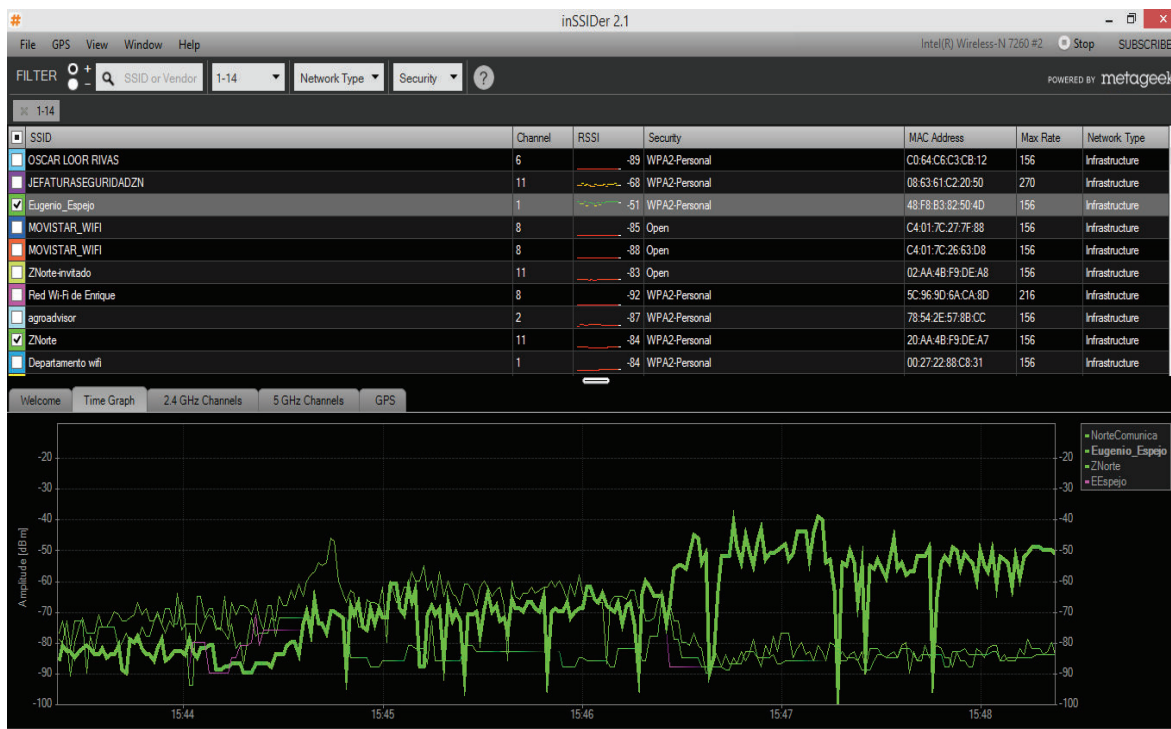 # inSSIDer 2.1
File GPS View Window Help Intel(R) Wireless-N 7260 #2 Stop SUBSCRIBE
FILTER + - SSID or Vendor 1-14 Network Type Security ? POWERED BY metageek
1-14
SSID Channel RSSI Security MAC Address Max Rate Network Type
OSCAR LOOR RIVAS 6 -89 WPA2-Personal C0:64:C6:C3:CB:12 156 Infrastructure
JEFATURASEGURIDADZN 11 -68 WPA2-Personal 08:63:61:C2:20:50 270 Infrastructure
Eugenio_Espejo 1 -51 WPA2-Personal 48:F8:B3:82:50:4D 156 Infrastructure
MOVISTAR_WIFI 8 -85 Open C4:01:7C:27:7F:88 156 Infrastructure
MOVISTAR_WIFI 8 -88 Open C4:01:7C:26:63:D8 156 Infrastructure
ZNorte-invitado 11 -83 Open 02:AA:4B:F9:DE:A8 156 Infrastructure
Red Wi-Fi de Enrique 8 -92 WPA2-Personal 5C:96:9D:6A:CA:8D 216 Infrastructure
agroadvisor 2 -87 WPA2-Personal 78:54:2E:57:8B:CC 156 Infrastructure
ZNorte 11 -84 WPA2-Personal 20:AA:4B:F9:DE:A7 156 Infrastructure
Departamento wifi 1 -84 WPA2-Personal 00:27:22:88:C8:31 156 Infrastructure
Welcome Time Graph 2.4 GHz Channels 5 GHz Channels GPS
NorteComunica
Eugenio_Espejo
ZNorte
EEspejo
Amplitude [dBm]
-20 -20
-30 -30
-40 -40
-50 -50
-60 -60
-70 -70
-80 -80
-90 -90
-100 -100
15:44 15:45 15:46 15:47 15:48